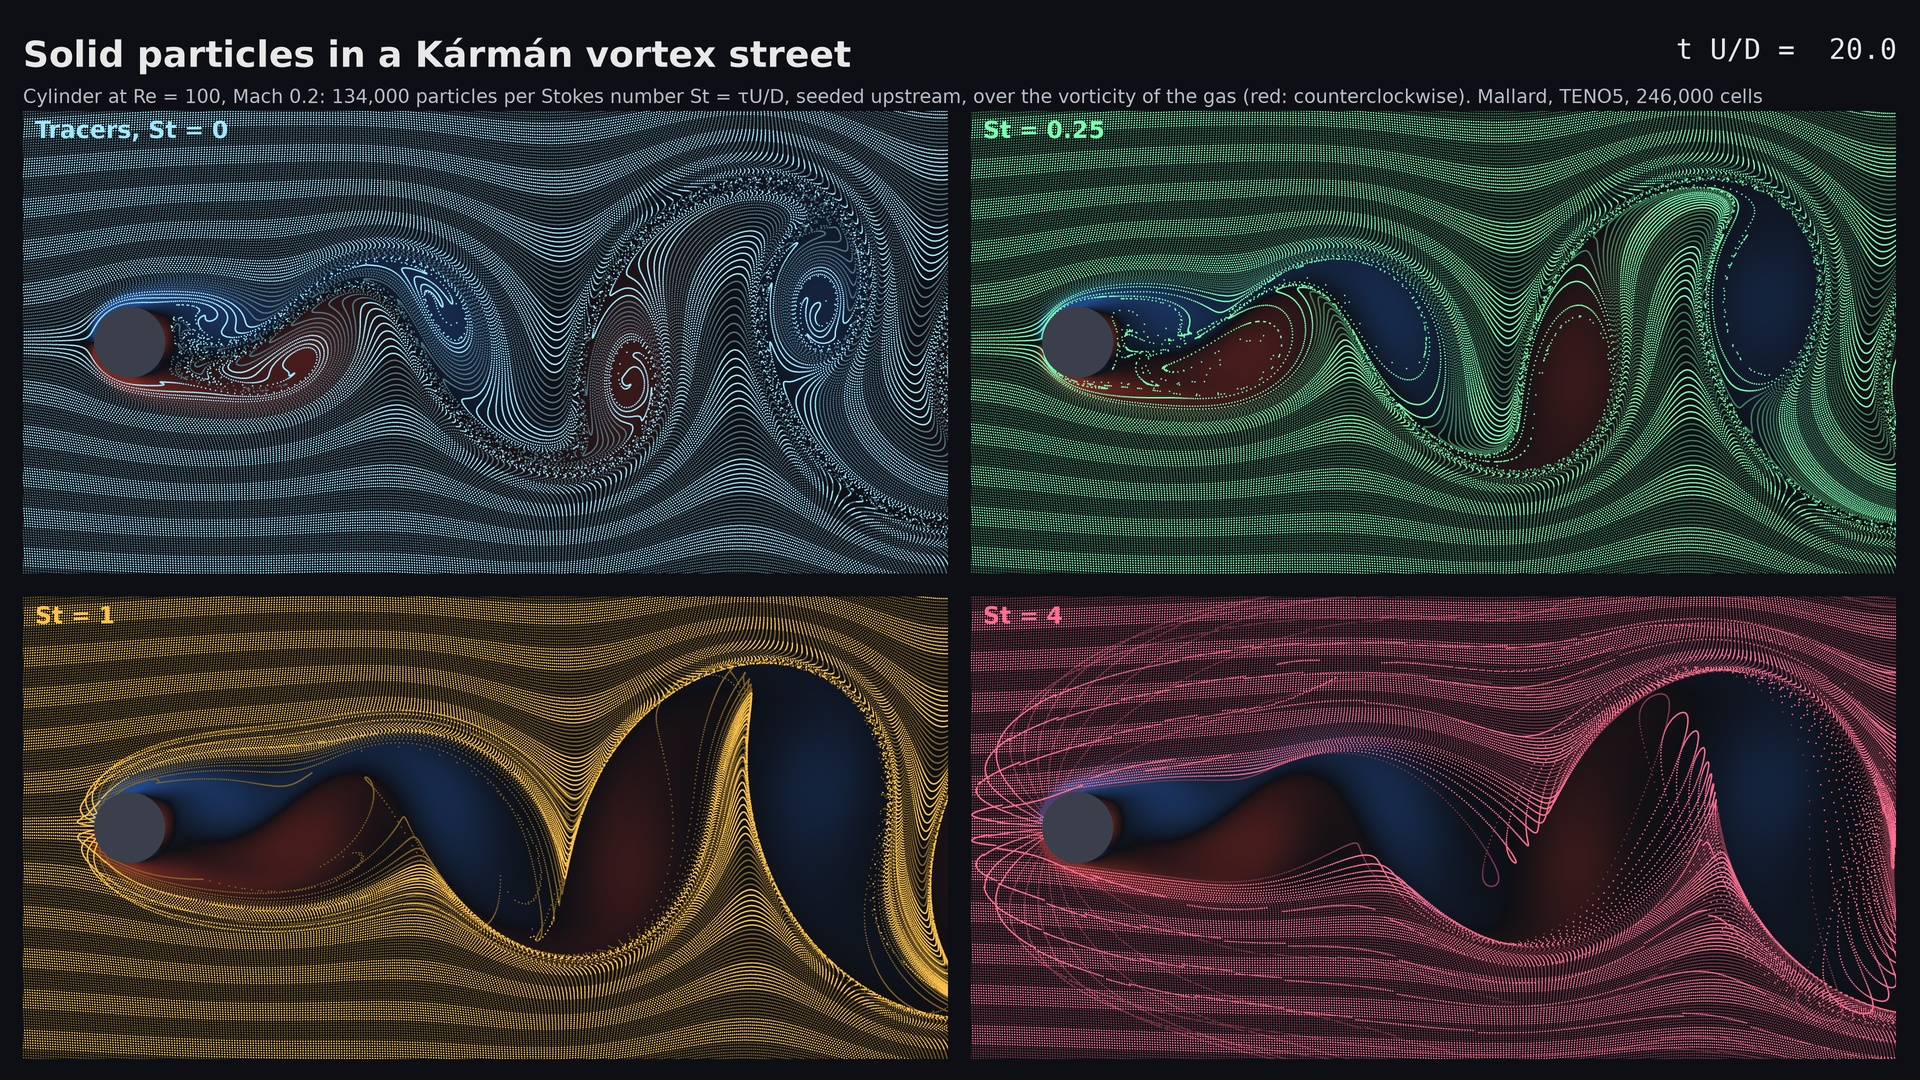 Solid particles in a Kármán vortex street
t U/D = 20.0
Cylinder at Re = 100, Mach 0.2: 134,000 particles per Stokes number St = τU/D, seeded upstream, over the vorticity of the gas (red: counterclockwise). Mallard, TENO5, 246,000 cells
Tracers, St = 0
St = 0.25
St = 1
St = 4